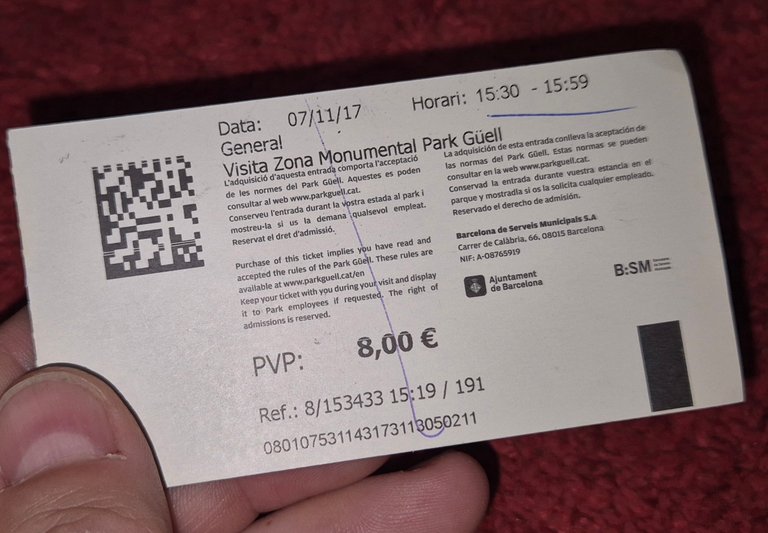 Data: 07/11/17 Horari: 15:30 - 15:59
General
Visita Zona Monumental Park Güell
L'adquisició d'aquesta entrada comporta l'acceptació
de les normes del Park Güell. Aquestes es poden
consultar al web www.parkguell.cat.
Conserveu l'entrada durant la vostra estada al park i
mostreu-la si us la demana qualsevol empleat.
Reservat el dret d'admissió.
Purchase of this ticket implies you have read and
accepted the rules of the Park Güell. These rules are
available at www.parkguell.cat/en
Keep your ticket with you during your visit and display
it to Park employees if requested. The right of
admissions is reserved.
La adquisición de esta entrada conlleva la aceptación de
las normas del Park Güell. Estas normas se pueden
consultar en la web www.parkguell.cat.
Conservad la entrada durante vuestra estancia en el
parque y mostradla si os la solicita cualquier empleado.
Reservado el derecho de admisión.
Barcelona de Serveis Municipals S.A
Carrer de Calàbria, 66, 08015 Barcelona
NIF: A-08765919
Ajuntament
de Barcelona
B:SM
PVP: 8,00 €
Ref.: 8/153433 15:19 / 191
080107531143173113050211